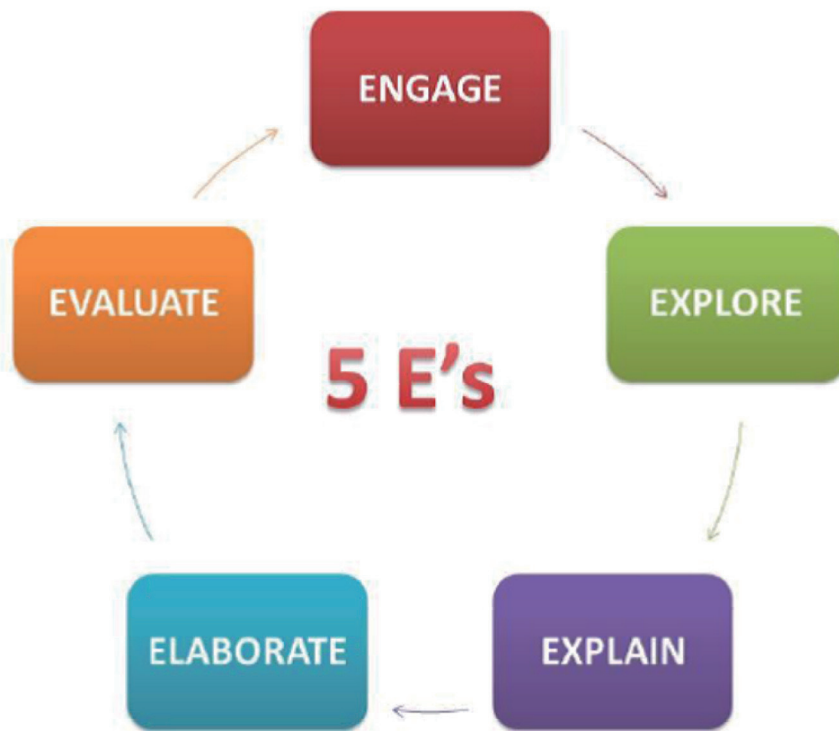 ENGAGE
EXPLORE
EXPLAIN
ELABORATE
EVALUATE
5 E's